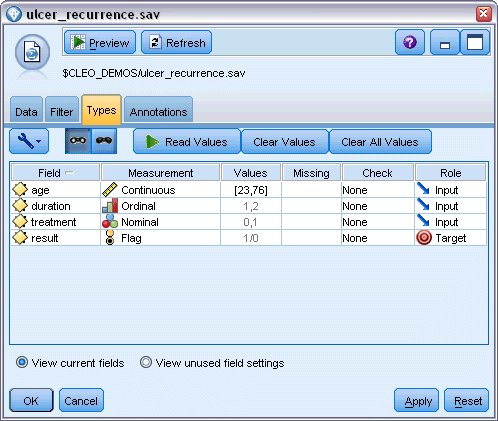 ulcer_recurrence.sav
Preview Refresh ?
$CLEO_DEMOS/ulcer_recurrence.sav
Data Filter Types Annotations
Read Values Clear Values Clear All Values
Field Measurement Values Missing Check Role
age Continuous [23,76] None Input
duration Ordinal 1,2 None Input
treatment Nominal 0,1 None Input
result Flag 1/0 None Target
View current fields View unused field settings
OK Cancel Apply Reset